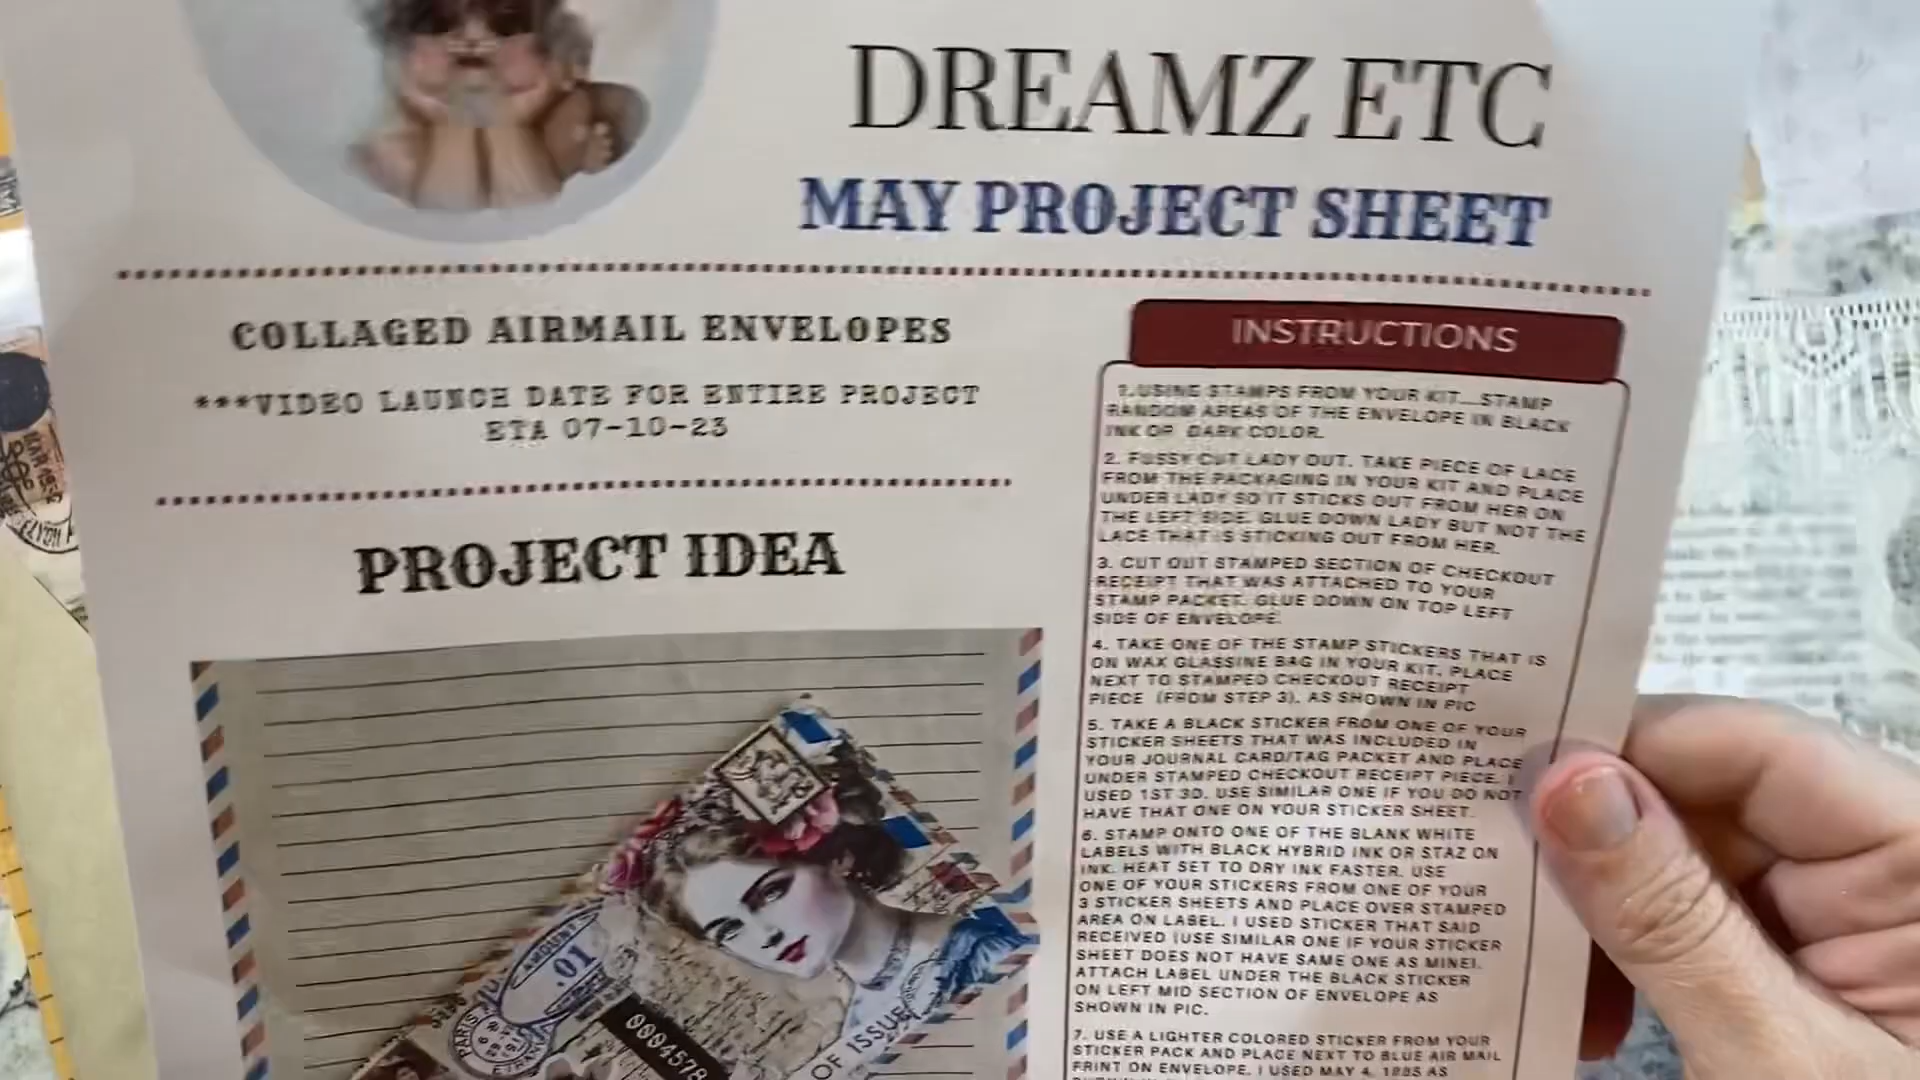 DREAMZ ETC
MAY PROJECT SHEET
COLLAGED AIRMAIL ENVELOPES
***VIDEO LAUNCH DATE FOR ENTIRE PROJECT
ETA 07-10-23
PROJECT IDEA
AMOUNT
.01
PARIS
ETRANGER
0004578
OF ISSUE
INSTRUCTIONS
1. USING STAMPS FROM YOUR KIT...STAMP
RANDOM AREAS OF THE ENVELOPE IN BLACK
INK OR DARK COLOR.
2. FUSSY CUT LADY OUT. TAKE PIECE OF LACE
FROM THE PACKAGING IN YOUR KIT AND PLACE
UNDER LADY SO IT STICKS OUT FROM HER ON
THE LEFT SIDE. GLUE DOWN LADY BUT NOT THE
LACE THAT IS STICKING OUT FROM HER.
3. CUT OUT STAMPED SECTION OF CHECKOUT
RECEIPT THAT WAS ATTACHED TO YOUR
STAMP PACKET. GLUE DOWN ON TOP LEFT
SIDE OF ENVELOPE.
4. TAKE ONE OF THE STAMP STICKERS THAT IS
ON WAX GLASSINE BAG IN YOUR KIT. PLACE
NEXT TO STAMPED CHECKOUT RECEIPT
PIECE (FROM STEP 3). AS SHOWN IN PIC
5. TAKE A BLACK STICKER FROM ONE OF YOUR
STICKER SHEETS THAT WAS INCLUDED IN
YOUR JOURNAL CARD/TAG PACKET AND PLACE
UNDER STAMPED CHECKOUT RECEIPT PIECE. I
USED 1ST 3D. USE SIMILAR ONE IF YOU DO NOT
HAVE THAT ONE ON YOUR STICKER SHEET.
6. STAMP ONTO ONE OF THE BLANK WHITE
LABELS WITH BLACK HYBRID INK OR STAZ ON
INK. HEAT SET TO DRY INK FASTER. USE
ONE OF YOUR STICKERS FROM ONE OF YOUR
3 STICKER SHEETS AND PLACE OVER STAMPED
AREA ON LABEL. I USED STICKER THAT SAID
RECEIVED (USE SIMILAR ONE IF YOUR STICKER
SHEET DOES NOT HAVE SAME ONE AS MINE).
ATTACH LABEL UNDER THE BLACK STICKER
ON LEFT MID SECTION OF ENVELOPE AS
SHOWN IN PIC.
7. USE A LIGHTER COLORED STICKER FROM YOUR
STICKER PACK AND PLACE NEXT TO BLUE AIR MAIL
PRINT ON ENVELOPE. I USED MAY 4, 1885 AS